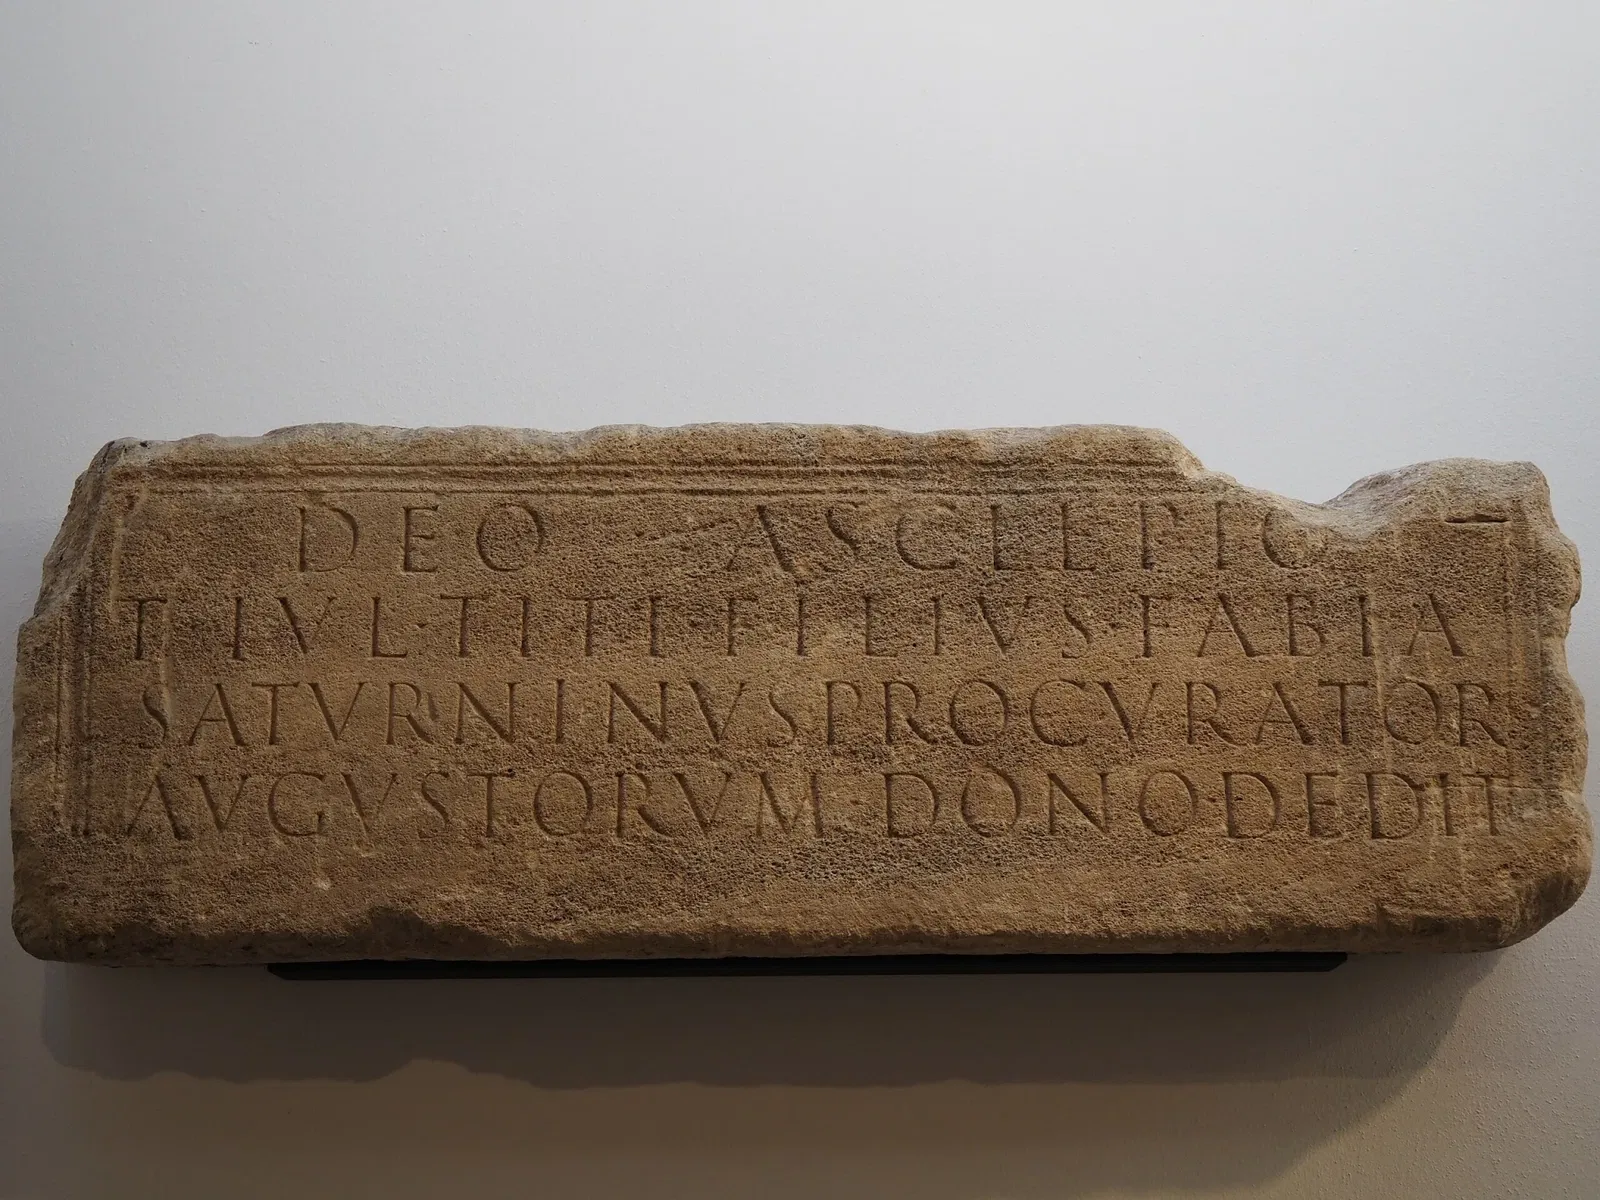 DEO ASCLEPIO
T IVL·TITI FILIVS FABIA
SATVRNINVS PROCVRATOR
AVGVSTORVM·DONO·DEDIT